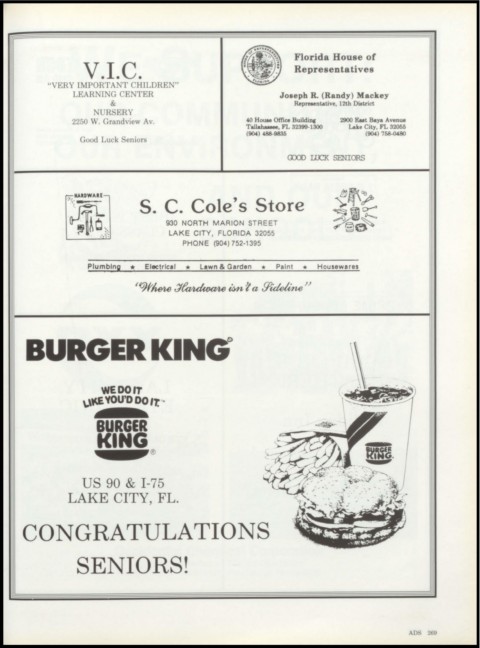 V.I.C.
"VERY IMPORTANT CHILDREN"
LEARNING CENTER
&
NURSERY
2250 W. Grandview Av.
Good Luck Seniors
Florida House of
Representatives
Joseph R. (Randy) Mackey
Representative, 12th District
40 House Office Building
Tallahassee, FL 32399-1300
(904) 488-9835
2900 East Baya Avenue
Lake City, FL 32055
(904) 758-0480
GOOD LUCK SENIORS
HARDWARE
S. C. Cole's Store
930 NORTH MARION STREET
LAKE CITY, FLORIDA 32055
PHONE (904) 752-1395
Plumbing ★ Electrical ★ Lawn & Garden ★ Paint ★ Housewares
"Where Hardware isn't a Sideline"
BURGER KING
WE DO IT
LIKE YOU'D DO IT.™
BURGER
KING®
US 90 & I-75
LAKE CITY, FL.
CONGRATULATIONS
SENIORS!
BURGER
KING
ADS 269